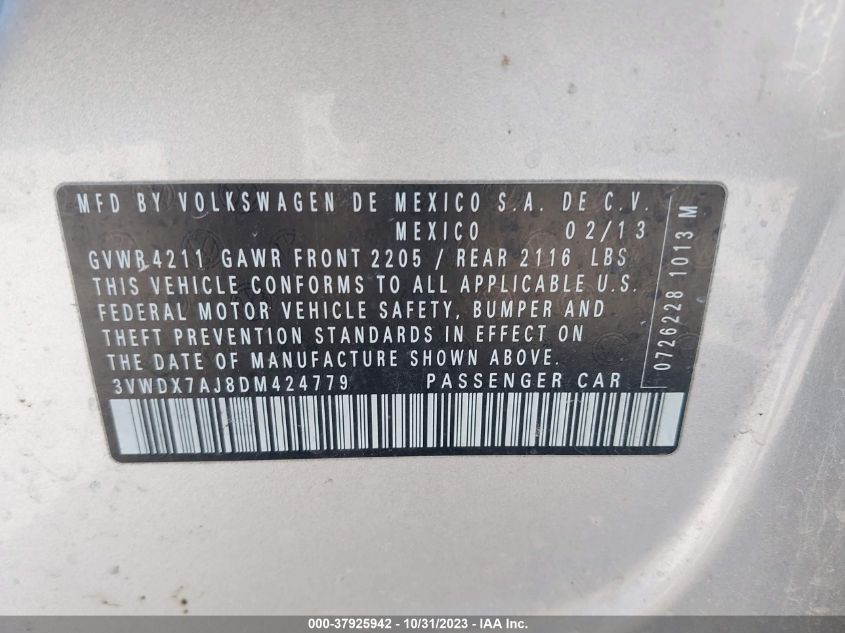 MFD BY VOLKSWAGEN DE MEXICO S.A. DE C.V.
MEXICO 02/13
GVWR 4211 GAWR FRONT 2205 / REAR 2116 LBS
THIS VEHICLE CONFORMS TO ALL APPLICABLE U.S.
FEDERAL MOTOR VEHICLE SAFETY, BUMPER AND
THEFT PREVENTION STANDARDS IN EFFECT ON
THE DATE OF MANUFACTURE SHOWN ABOVE.
3VWDX7AJ8DM424779 PASSENGER CAR
0726228 1013 M
000-37925942 - 10/31/2023 - IAA Inc.